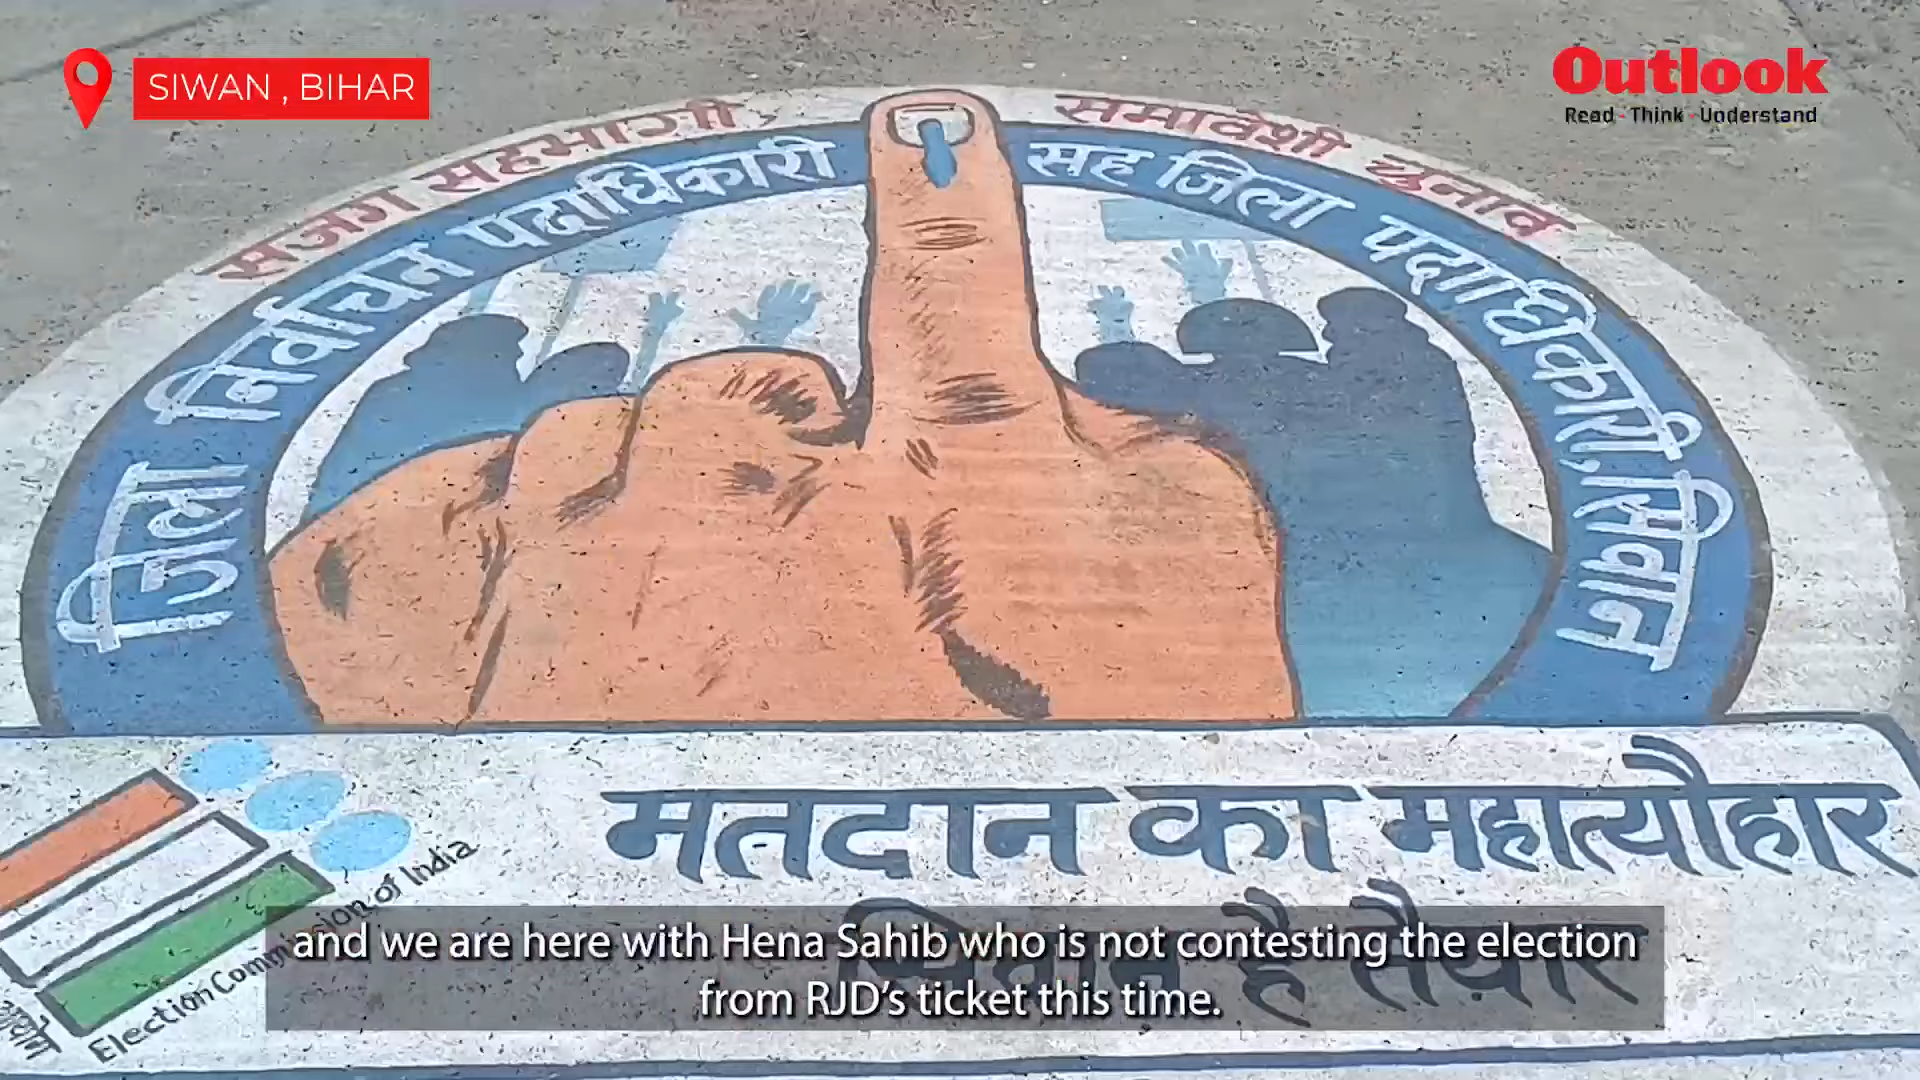 SIWAN , BIHAR
Outlook
Read - Think - Understand
सजग सहभागी समावेशी चुनाव
जिला निर्वाचन पदाधिकारी सह जिला पदाधिकारी, सिवान
मतदान का महात्यौहार
सिवान है तैयार
Election Commission of India
and we are here with Hena Sahib who is not contesting the election
from RJD’s ticket this time.